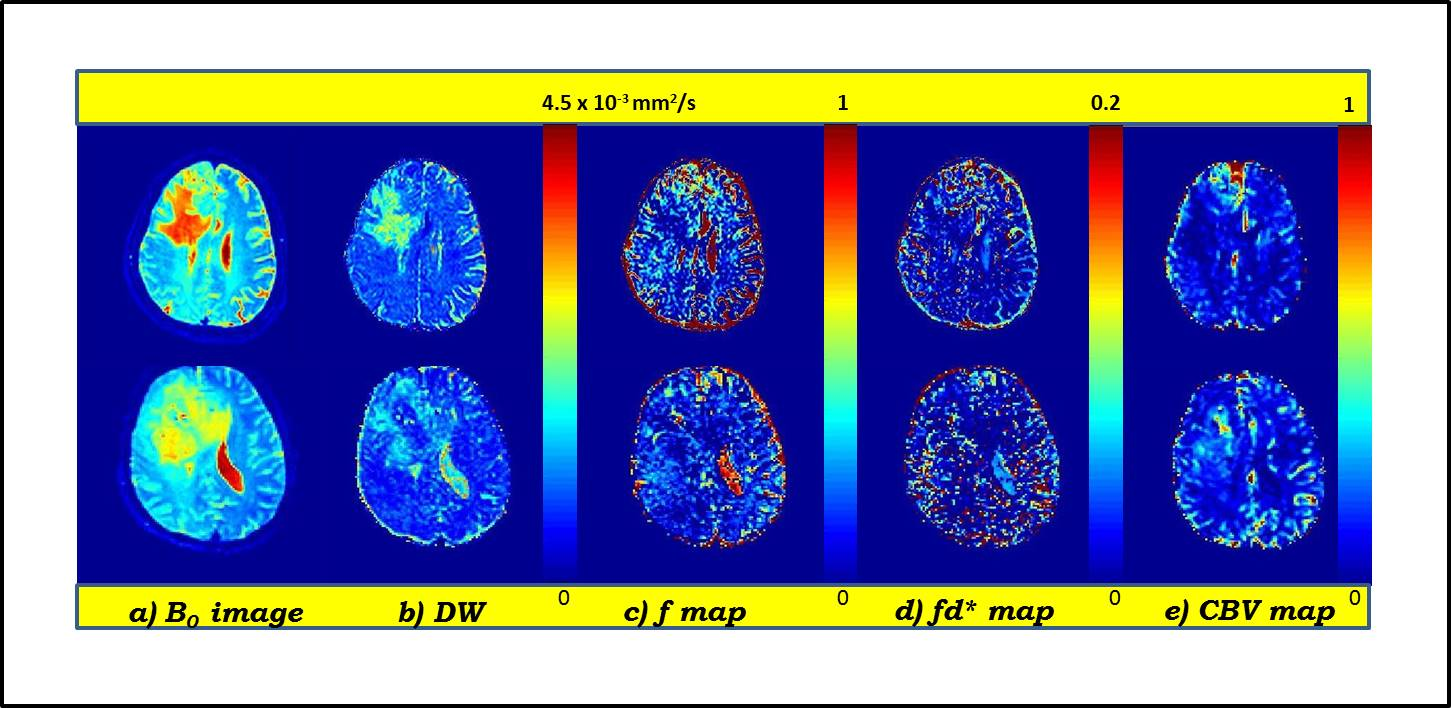 4.5 x 10⁻³ mm²/s 1 0.2 1
0 0 0 0
a) B₀ image b) DW c) f map d) fd* map e) CBV map